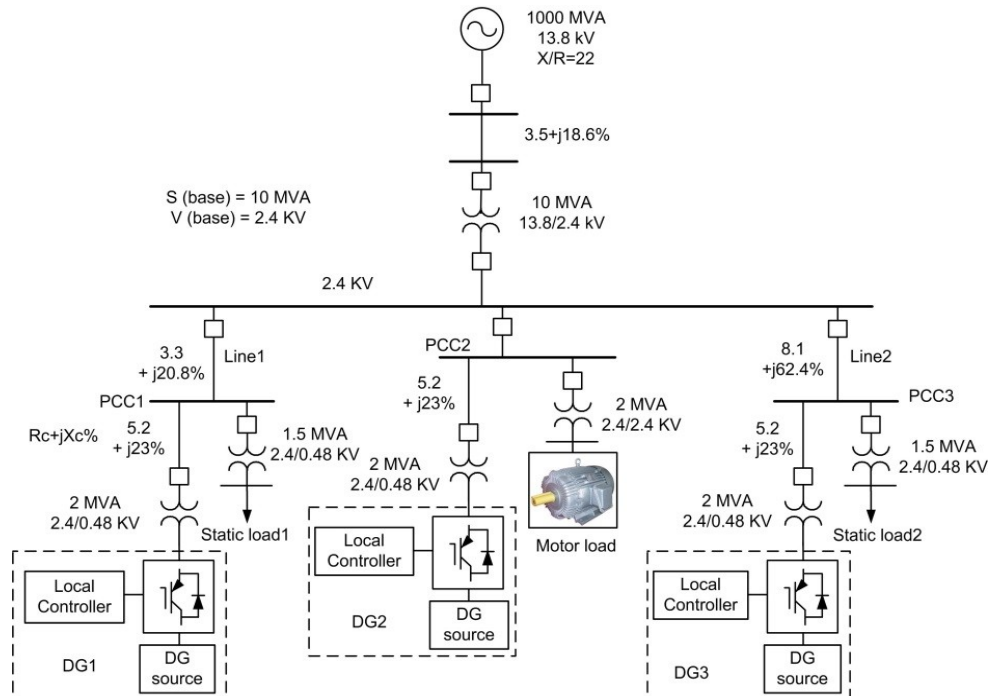 1000 MVA
13.8 kV
X/R=22
3.5+j18.6%
S (base) = 10 MVA
V (base) = 2.4 KV
10 MVA
13.8/2.4 kV
2.4 KV
3.3
+ j20.8%
Line1
PCC2
8.1
+j62.4%
Line2
PCC1
PCC3
Rc+jXc%
5.2
+ j23%
1.5 MVA
2.4/0.48 KV
5.2
+ j23%
2 MVA
2.4/2.4 KV
5.2
+ j23%
1.5 MVA
2.4/0.48 KV
2 MVA
2.4/0.48 KV
Static load1
2 MVA
2.4/0.48 KV
Motor load
2 MVA
2.4/0.48 KV
Static load2
Local
Controller
DG1
DG
source
Local
Controller
DG2
DG
source
Local
Controller
DG3
DG
source